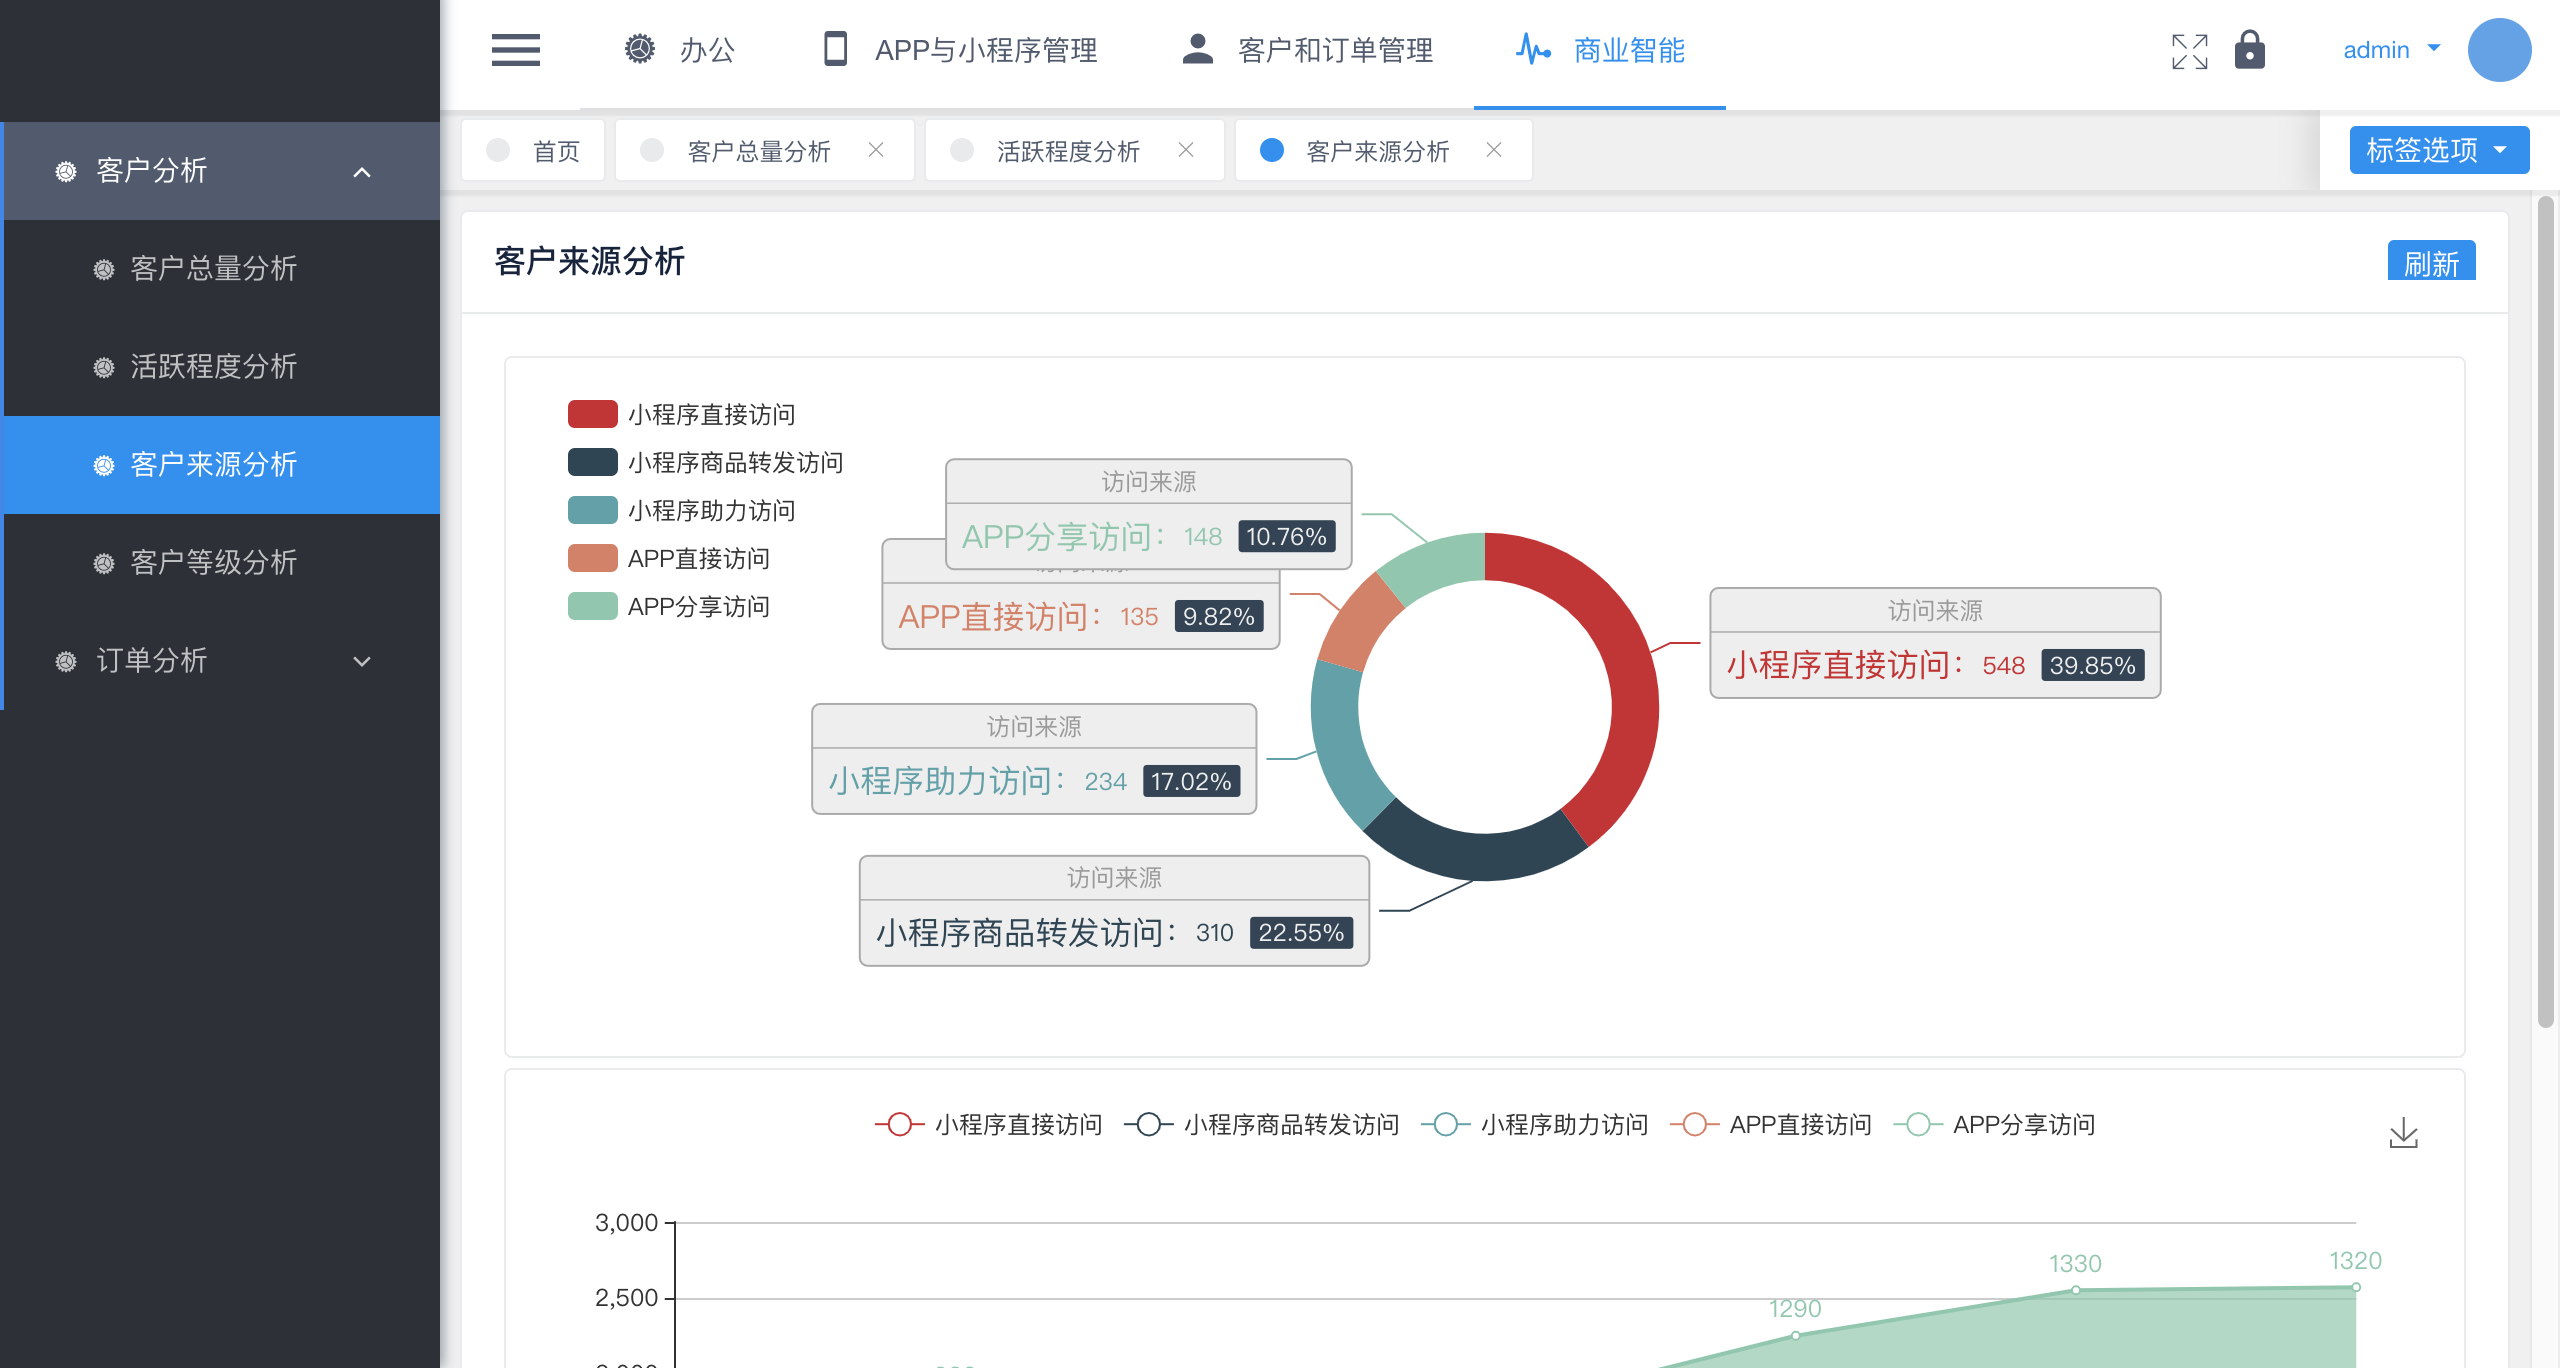 办公
APP与小程序管理
客户和订单管理
商业智能
admin
首页
客户总量分析
活跃程度分析
客户来源分析
标签选项
客户分析
客户总量分析
活跃程度分析
客户来源分析
客户等级分析
订单分析
客户来源分析
刷新
小程序直接访问
小程序商品转发访问
小程序助力访问
APP直接访问
APP分享访问
访问来源
APP分享访问：148 10.76%
APP直接访问：135 9.82%
访问来源
小程序直接访问：548 39.85%
访问来源
小程序助力访问：234 17.02%
访问来源
小程序商品转发访问：310 22.55%
小程序直接访问
小程序商品转发访问
小程序助力访问
APP直接访问
APP分享访问
3,000
2,500
1290
1330
1320